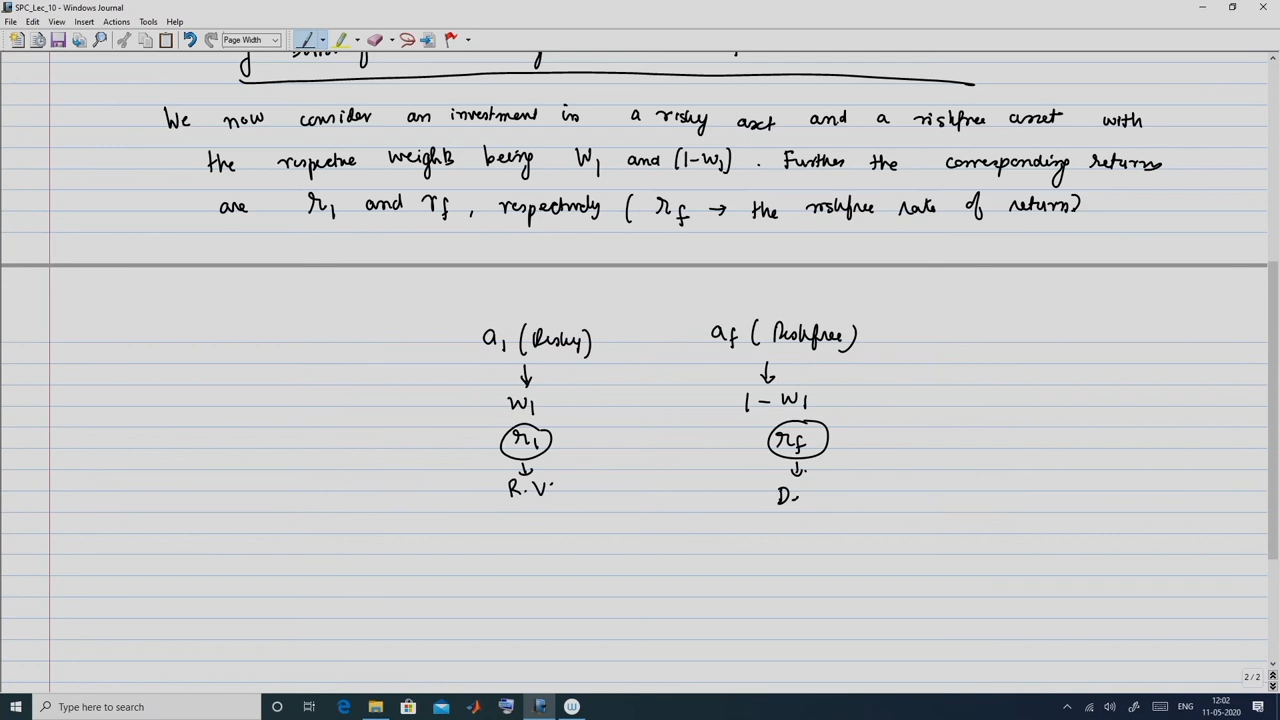 SPC_Lec_10 - Windows Journal
File Edit View Insert Actions Tools Help
Page Width
We now consider an investment in a risky asset and a riskfree asset with
the respective weights being W1 and (1-W1) . Further the corresponding returns
are r1 and rf , respectively ( rf → the riskfree rate of return)
a1 (Risky) af ( Riskfree)
↓ ↓
W1 1 - W1
r1 rf
↓ ↓
R.V. D.
2 / 2
Type here to search
ENG 12:02
11-05-2020